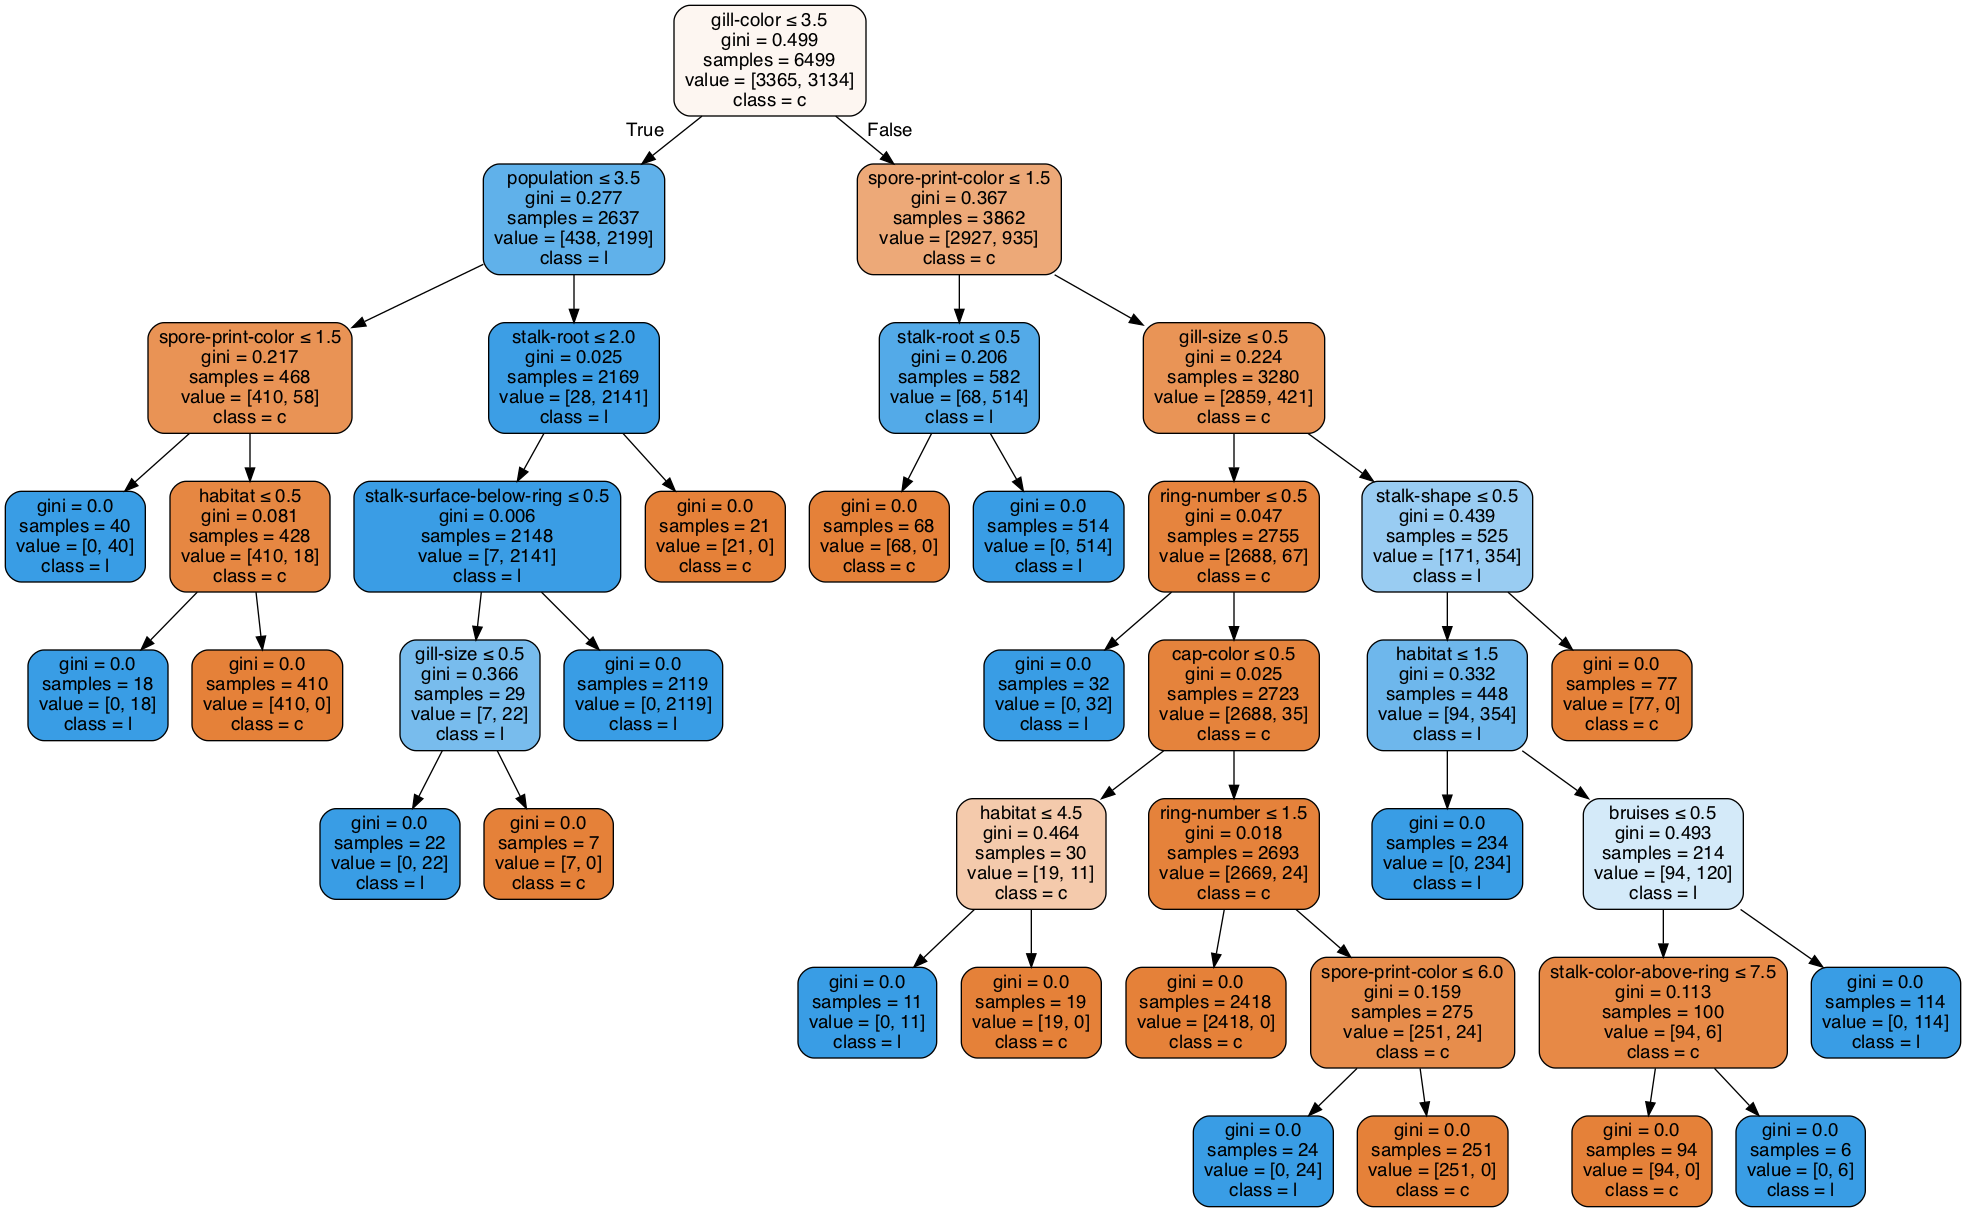 gill-color ≤ 3.5
gini = 0.499
samples = 6499
value = [3365, 3134]
class = c
True
False
population ≤ 3.5
gini = 0.277
samples = 2637
value = [438, 2199]
class = l
spore-print-color ≤ 1.5
gini = 0.367
samples = 3862
value = [2927, 935]
class = c
spore-print-color ≤ 1.5
gini = 0.217
samples = 468
value = [410, 58]
class = c
stalk-root ≤ 2.0
gini = 0.025
samples = 2169
value = [28, 2141]
class = l
stalk-root ≤ 0.5
gini = 0.206
samples = 582
value = [68, 514]
class = l
gill-size ≤ 0.5
gini = 0.224
samples = 3280
value = [2859, 421]
class = c
gini = 0.0
samples = 40
value = [0, 40]
class = l
habitat ≤ 0.5
gini = 0.081
samples = 428
value = [410, 18]
class = c
stalk-surface-below-ring ≤ 0.5
gini = 0.006
samples = 2148
value = [7, 2141]
class = l
gini = 0.0
samples = 21
value = [21, 0]
class = c
gini = 0.0
samples = 68
value = [68, 0]
class = c
gini = 0.0
samples = 514
value = [0, 514]
class = l
ring-number ≤ 0.5
gini = 0.047
samples = 2755
value = [2688, 67]
class = c
stalk-shape ≤ 0.5
gini = 0.439
samples = 525
value = [171, 354]
class = l
gini = 0.0
samples = 18
value = [0, 18]
class = l
gini = 0.0
samples = 410
value = [410, 0]
class = c
gill-size ≤ 0.5
gini = 0.366
samples = 29
value = [7, 22]
class = l
gini = 0.0
samples = 2119
value = [0, 2119]
class = l
gini = 0.0
samples = 32
value = [0, 32]
class = l
cap-color ≤ 0.5
gini = 0.025
samples = 2723
value = [2688, 35]
class = c
habitat ≤ 1.5
gini = 0.332
samples = 448
value = [94, 354]
class = l
gini = 0.0
samples = 77
value = [77, 0]
class = c
gini = 0.0
samples = 22
value = [0, 22]
class = l
gini = 0.0
samples = 7
value = [7, 0]
class = c
habitat ≤ 4.5
gini = 0.464
samples = 30
value = [19, 11]
class = c
ring-number ≤ 1.5
gini = 0.018
samples = 2693
value = [2669, 24]
class = c
gini = 0.0
samples = 234
value = [0, 234]
class = l
bruises ≤ 0.5
gini = 0.493
samples = 214
value = [94, 120]
class = l
gini = 0.0
samples = 11
value = [0, 11]
class = l
gini = 0.0
samples = 19
value = [19, 0]
class = c
gini = 0.0
samples = 2418
value = [2418, 0]
class = c
spore-print-color ≤ 6.0
gini = 0.159
samples = 275
value = [251, 24]
class = c
stalk-color-above-ring ≤ 7.5
gini = 0.113
samples = 100
value = [94, 6]
class = c
gini = 0.0
samples = 114
value = [0, 114]
class = l
gini = 0.0
samples = 24
value = [0, 24]
class = l
gini = 0.0
samples = 251
value = [251, 0]
class = c
gini = 0.0
samples = 94
value = [94, 0]
class = c
gini = 0.0
samples = 6
value = [0, 6]
class = l